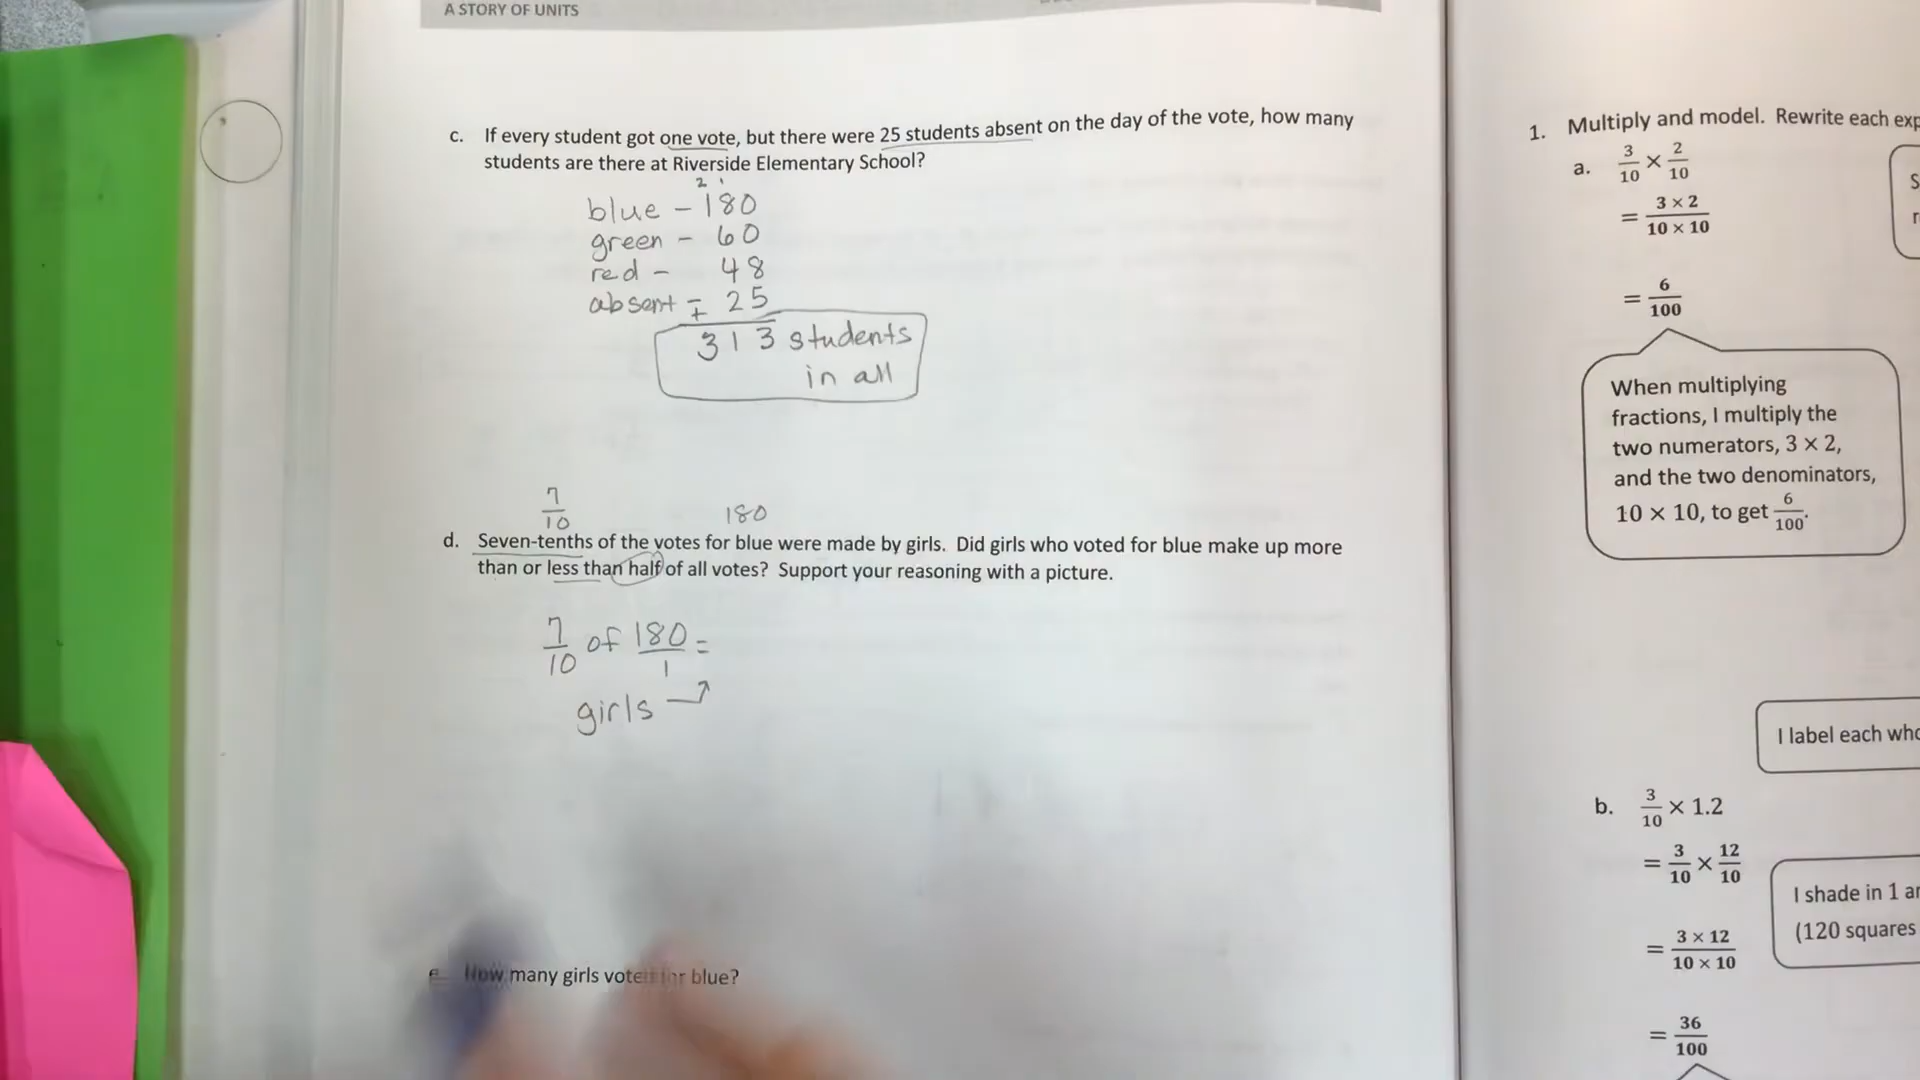 A STORY OF UNITS
c. If every student got one vote, but there were 25 students absent on the day of the vote, how many
students are there at Riverside Elementary School?
2 1
blue - 180
green - 60
red - 48
absent - + 25
313 students
in all
7/10 180
d. Seven-tenths of the votes for blue were made by girls. Did girls who voted for blue make up more
than or less than half of all votes? Support your reasoning with a picture.
7/10 of 180/1 =
girls →
e. How many girls voted for blue?
1. Multiply and model. Rewrite each
a. 3/10 × 2/10
= 3 × 2 / 10 × 10
= 6/100
When multiplying
fractions, I multiply the
two numerators, 3 × 2,
and the two denominators,
10 × 10, to get 6/100.
I label each
b. 3/10 × 1.2
= 3/10 × 12/10
I shade in 1
(120 squares
= 3 × 12 / 10 × 10
= 36/100